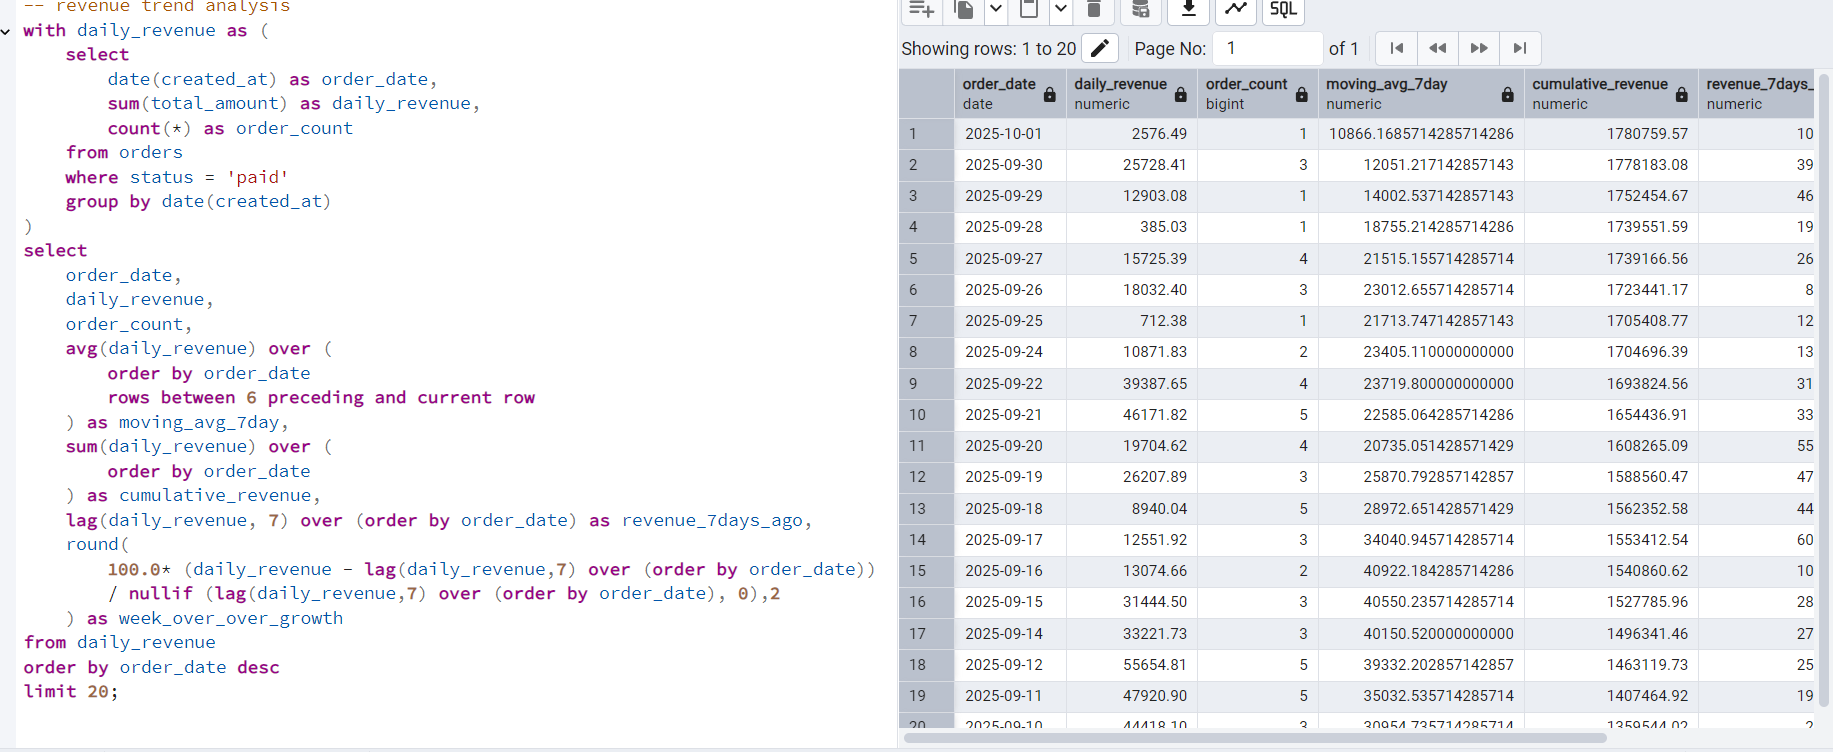 -- revenue trend analysis
with daily_revenue as (
select
date(created_at) as order_date,
sum(total_amount) as daily_revenue,
count(*) as order_count
from orders
where status = 'paid'
group by date(created_at)
)
select
order_date,
daily_revenue,
order_count,
avg(daily_revenue) over (
order by order_date
rows between 6 preceding and current row
) as moving_avg_7day,
sum(daily_revenue) over (
order by order_date
) as cumulative_revenue,
lag(daily_revenue, 7) over (order by order_date) as revenue_7days_ago,
round(
100.0* (daily_revenue - lag(daily_revenue,7) over (order by order_date))
/ nullif (lag(daily_revenue,7) over (order by order_date), 0),2
) as week_over_over_growth
from daily_revenue
order by order_date desc
limit 20;
SQL
Showing rows: 1 to 20 Page No: 1 of 1
order_date daily_revenue order_count moving_avg_7day cumulative_revenue revenue_7days_
date numeric bigint numeric numeric numeric
1 2025-10-01 2576.49 1 10866.1685714285714286 1780759.57 10
2 2025-09-30 25728.41 3 12051.217142857143 1778183.08 39
3 2025-09-29 12903.08 1 14002.537142857143 1752454.67 46
4 2025-09-28 385.03 1 18755.214285714286 1739551.59 19
5 2025-09-27 15725.39 4 21515.155714285714 1739166.56 26
6 2025-09-26 18032.40 3 23012.655714285714 1723441.17 8
7 2025-09-25 712.38 1 21713.747142857143 1705408.77 12
8 2025-09-24 10871.83 2 23405.110000000000 1704696.39 13
9 2025-09-22 39387.65 4 23719.800000000000 1693824.56 31
10 2025-09-21 46171.82 5 22585.064285714286 1654436.91 33
11 2025-09-20 19704.62 4 20735.051428571429 1608265.09 55
12 2025-09-19 26207.89 3 25870.792857142857 1588560.47 47
13 2025-09-18 8940.04 5 28972.651428571429 1562352.58 44
14 2025-09-17 12551.92 3 34040.945714285714 1553412.54 60
15 2025-09-16 13074.66 2 40922.184285714286 1540860.62 10
16 2025-09-15 31444.50 3 40550.235714285714 1527785.96 28
17 2025-09-14 33221.73 3 40150.520000000000 1496341.46 27
18 2025-09-12 55654.81 5 39332.202857142857 1463119.73 25
19 2025-09-11 47920.90 5 35032.535714285714 1407464.92 19
20 2025-09-10 44418.10 3 30954.735714285714 1359544.02 2